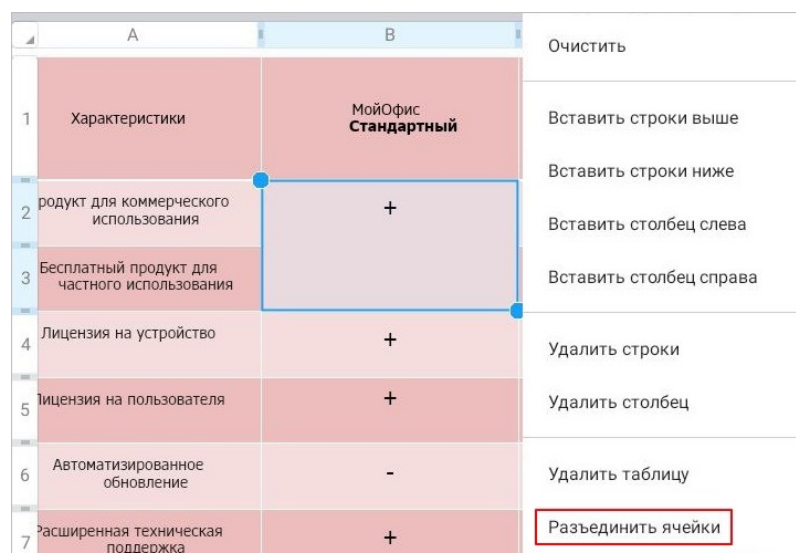 A
B
1
Характеристики
МойОфис
Стандартный
2
родукт для коммерческого
использования
+
3
Бесплатный продукт для
частного использования
4
Лицензия на устройство
+
5
Лицензия на пользователя
+
6
Автоматизированное
обновление
-
7
Расширенная техническая
поддержка
+
Очистить
Вставить строки выше
Вставить строки ниже
Вставить столбец слева
Вставить столбец справа
Удалить строки
Удалить столбец
Удалить таблицу
Разъединить ячейки